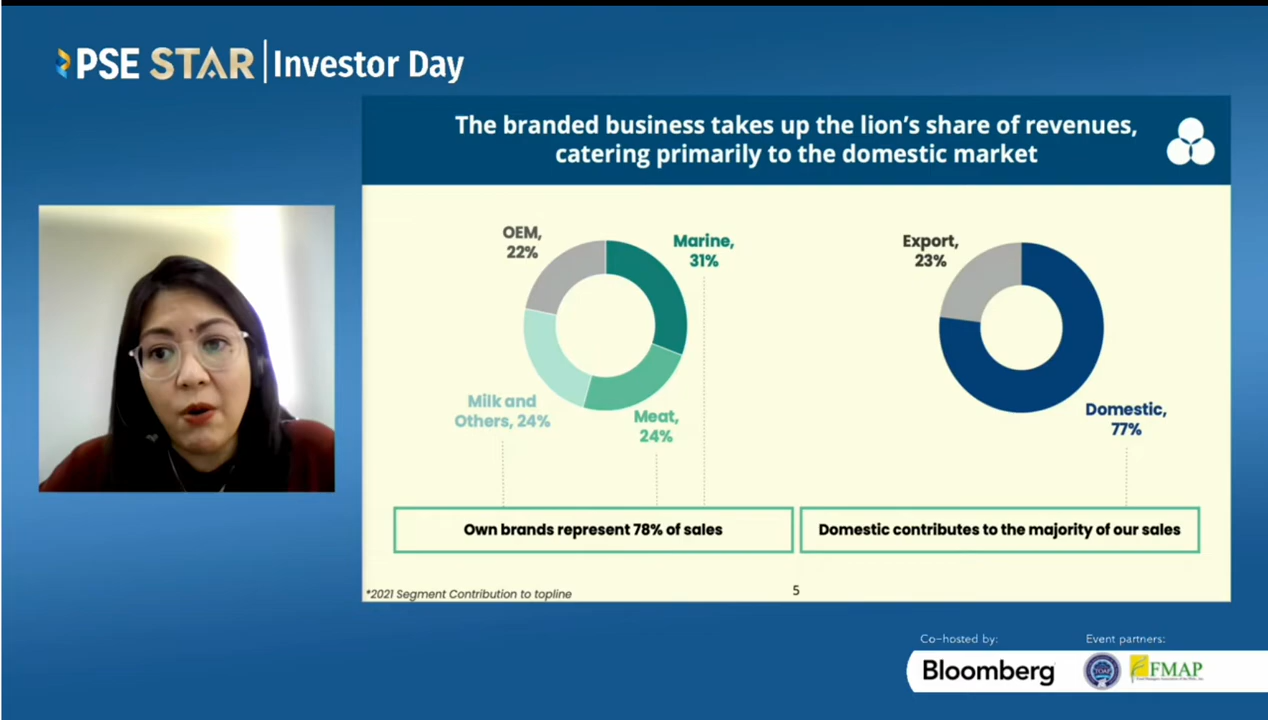 PSE STAR | Investor Day
The branded business takes up the lion's share of revenues,
catering primarily to the domestic market
OEM,
22%
Marine,
31%
Milk and
Others, 24%
Meat,
24%
Export,
23%
Domestic,
77%
Own brands represent 78% of sales
Domestic contributes to the majority of our sales
*2021 Segment Contribution to topline
5
Co-hosted by:
Bloomberg
Event partners:
FMAP